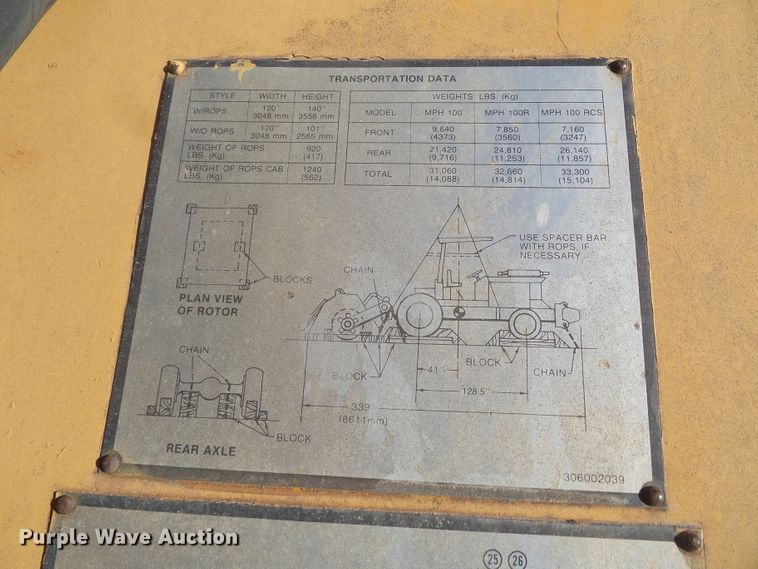 TRANSPORTATION DATA
STYLE WIDTH HEIGHT
W/ROPS 120" 3048 mm 140" 3556 mm
W/O ROPS 120" 3048 mm 101" 2565 mm
WEIGHT OF ROPS LBS. (Kg) 920 (417)
WEIGHT OF ROPS CAB LBS. (Kg) 1240 (562)
WEIGHTS: LBS. (Kg)
MODEL MPH 100 MPH 100R MPH 100 RCS
FRONT 9,640 (4373) 7,850 (3560) 7,160 (3247)
REAR 21,420 (9,716) 24,810 (11,253) 26,140 (11,857)
TOTAL 31,060 (14,088) 32,660 (14,814) 33,300 (15,104)
BLOCKS
PLAN VIEW
OF ROTOR
CHAIN
USE SPACER BAR
WITH ROPS, IF
NECESSARY
CHAIN
BLOCK
REAR AXLE
BLOCK
41"
BLOCK
CHAIN
128.5"
339
(8611mm)
306002039
Purple Wave Auction
25 26